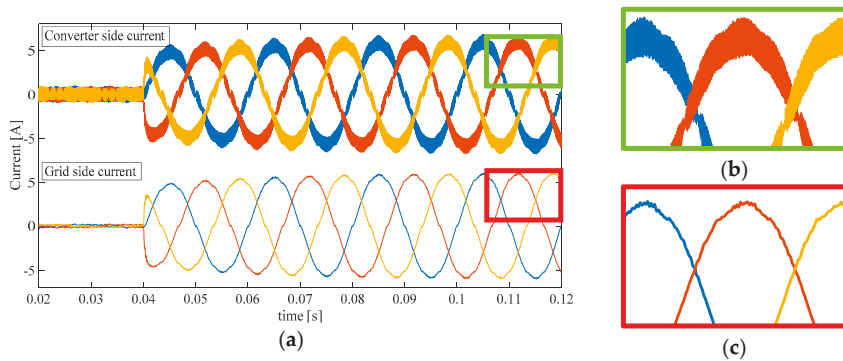 Converter side current
5
0
-5
Grid side current
5
0
-5
Current [A]
0.02 0.03 0.04 0.05 0.06 0.07 0.08 0.09 0.1 0.11 0.12
time [s]
(a)
(b)
(c)